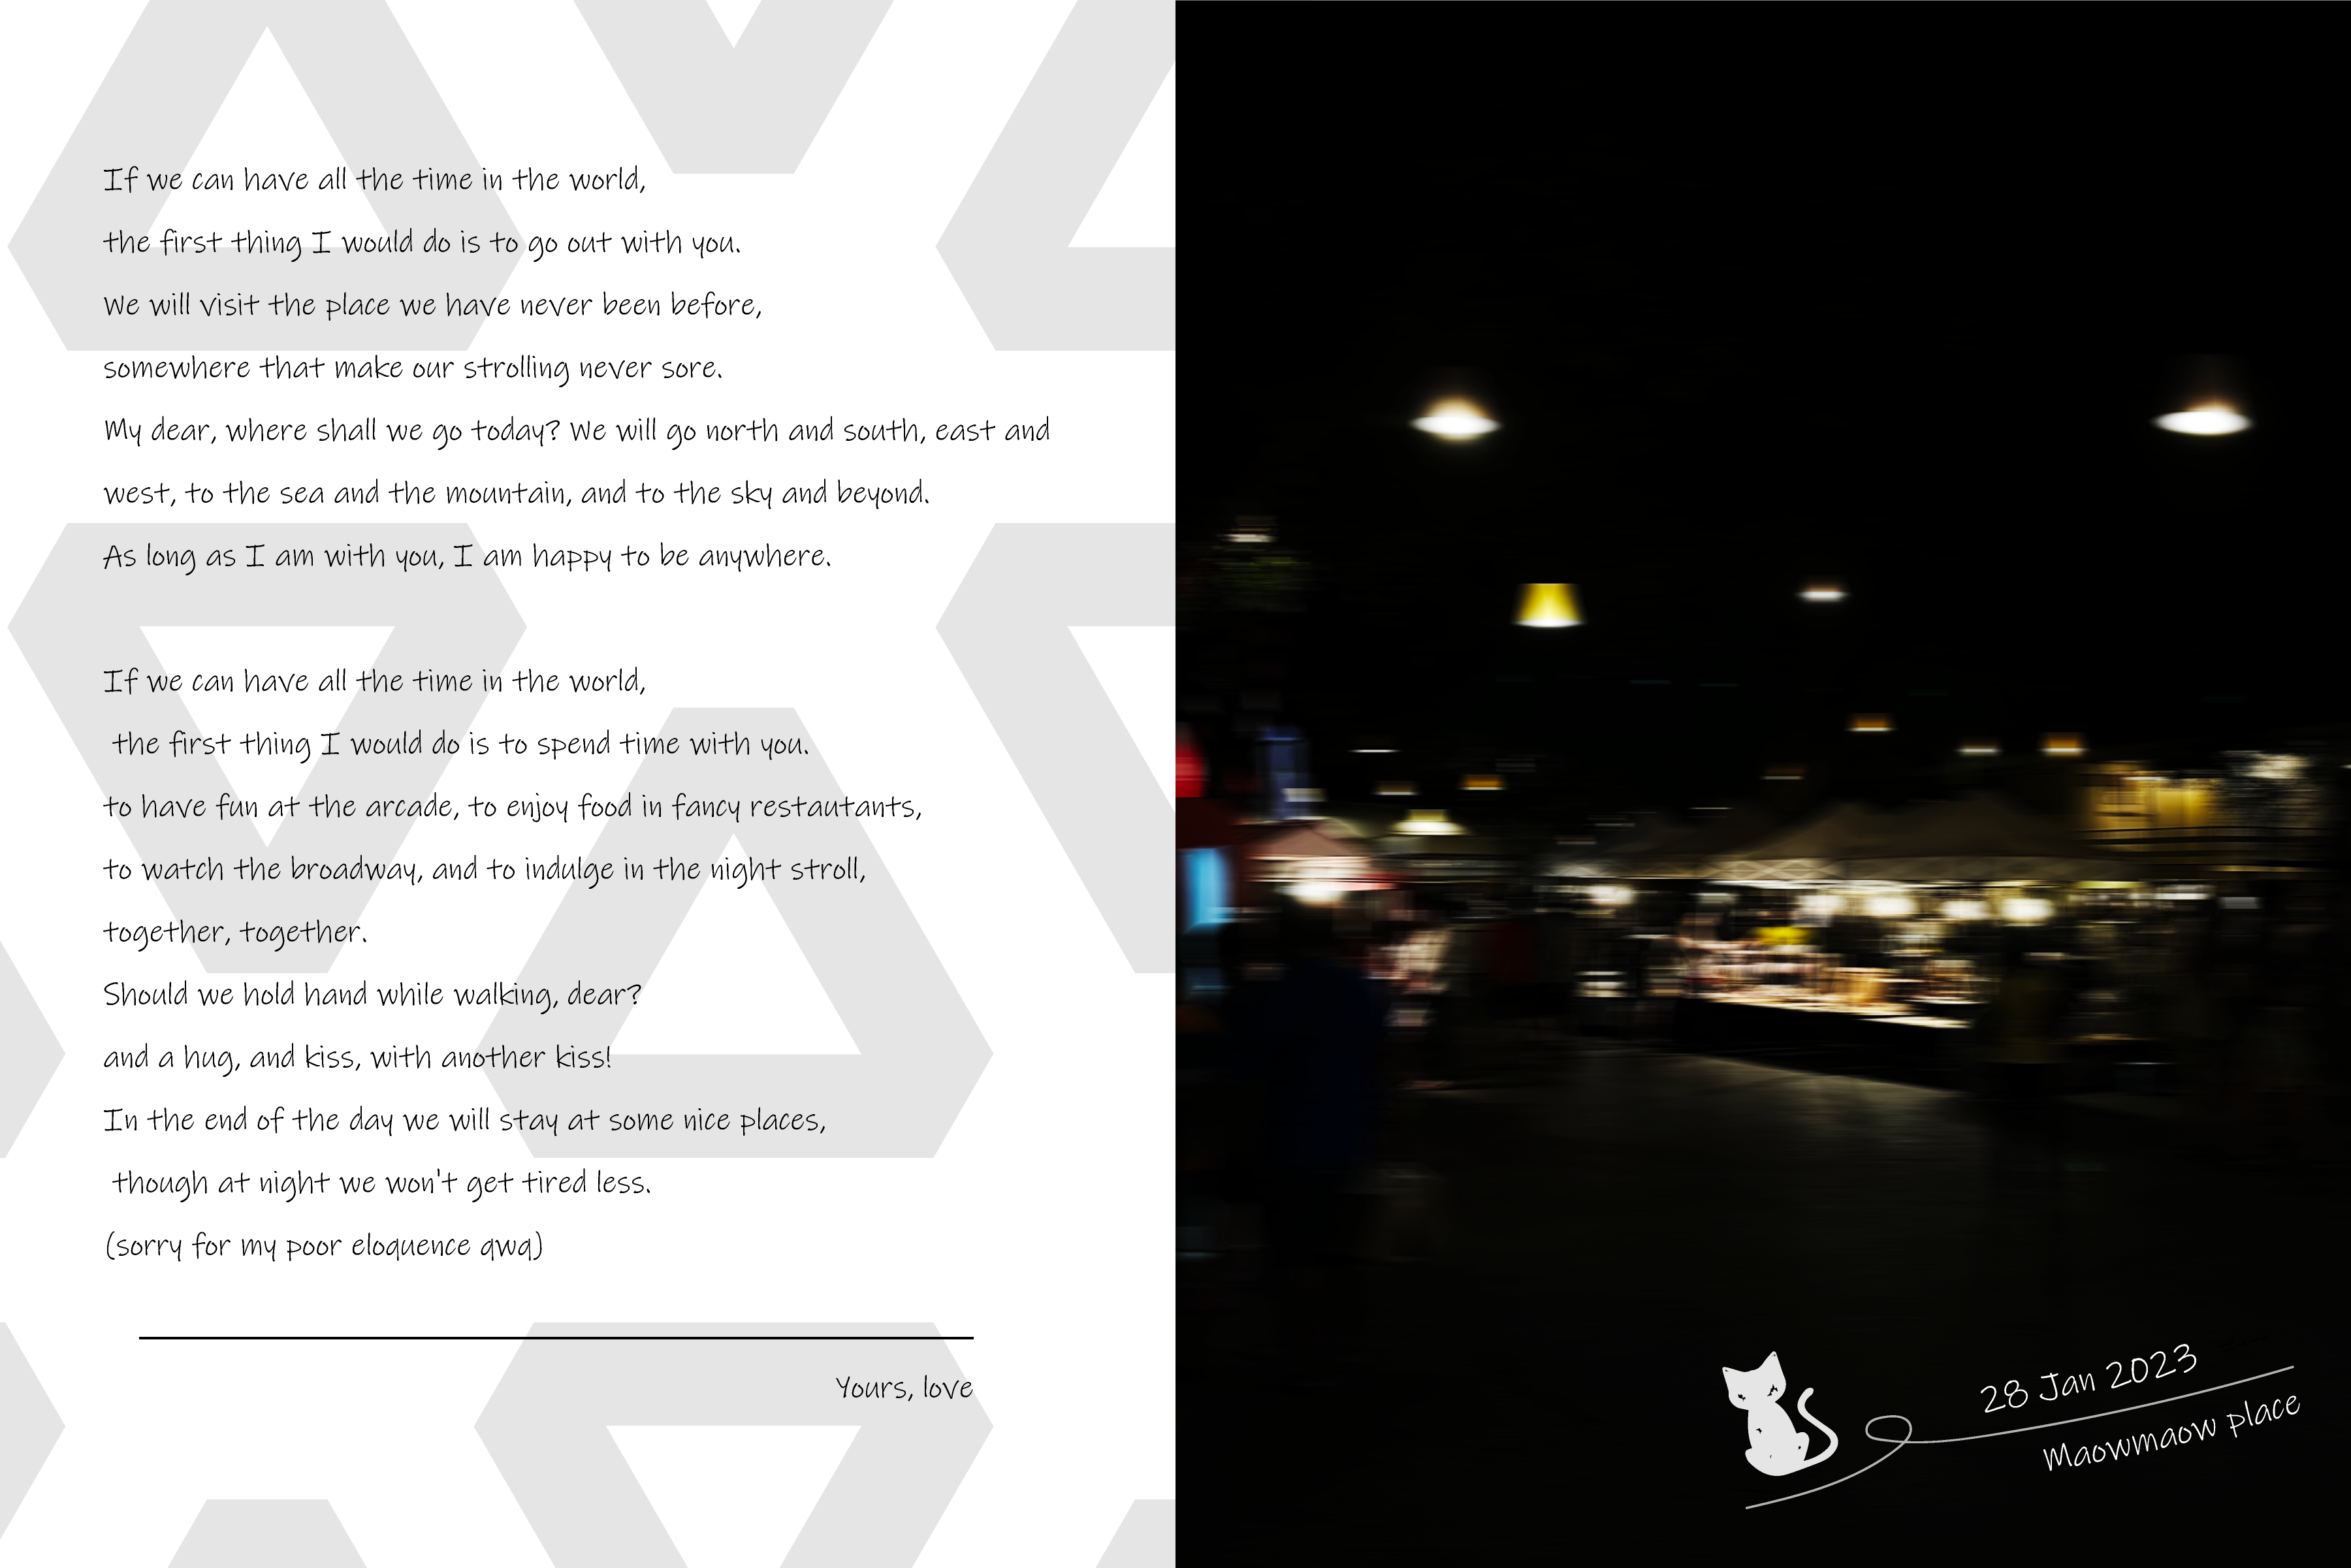 If we can have all the time in the world,
the first thing I would do is to go out with you.
We will visit the place we have never been before,
somewhere that make our strolling never sore.
My dear, where shall we go today? We will go north and south, east and
west, to the sea and the mountain, and to the sky and beyond.
As long as I am with you, I am happy to be anywhere.
If we can have all the time in the world,
the first thing I would do is to spend time with you.
to have fun at the arcade, to enjoy food in fancy restautants,
to watch the broadway, and to indulge in the night stroll,
together, together.
Should we hold hand while walking, dear?
and a hug, and kiss, with another kiss!
In the end of the day we will stay at some nice places,
though at night we won't get tired less.
(sorry for my poor eloquence qwq)
Yours, love
28 Jan 2023
Maowmaow place